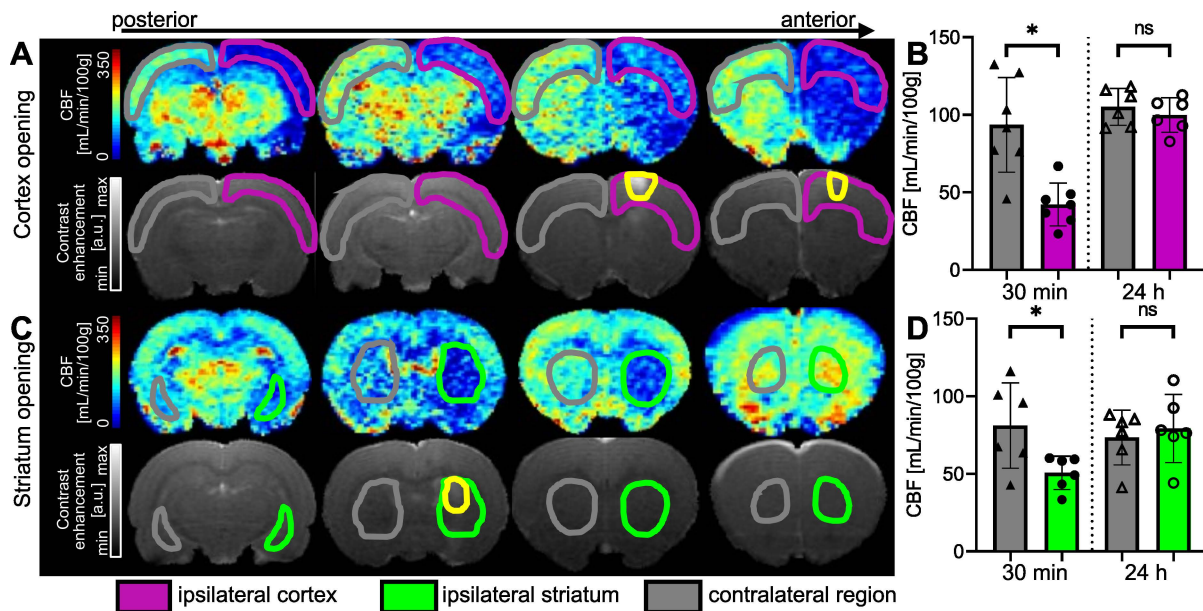 posterior
anterior
A
Cortex opening
CBF
[mL/min/100g]
350
0
Contrast
enhancement
[a.u.]
max
min
B
CBF [mL/min/100g]
150
100
50
0
*
ns
30 min
24 h
C
Striatum opening
CBF
[mL/min/100g]
350
0
Contrast
enhancement
[a.u.]
max
min
D
CBF [mL/min/100g]
150
100
50
0
*
ns
30 min
24 h
ipsilateral cortex
ipsilateral striatum
contralateral region